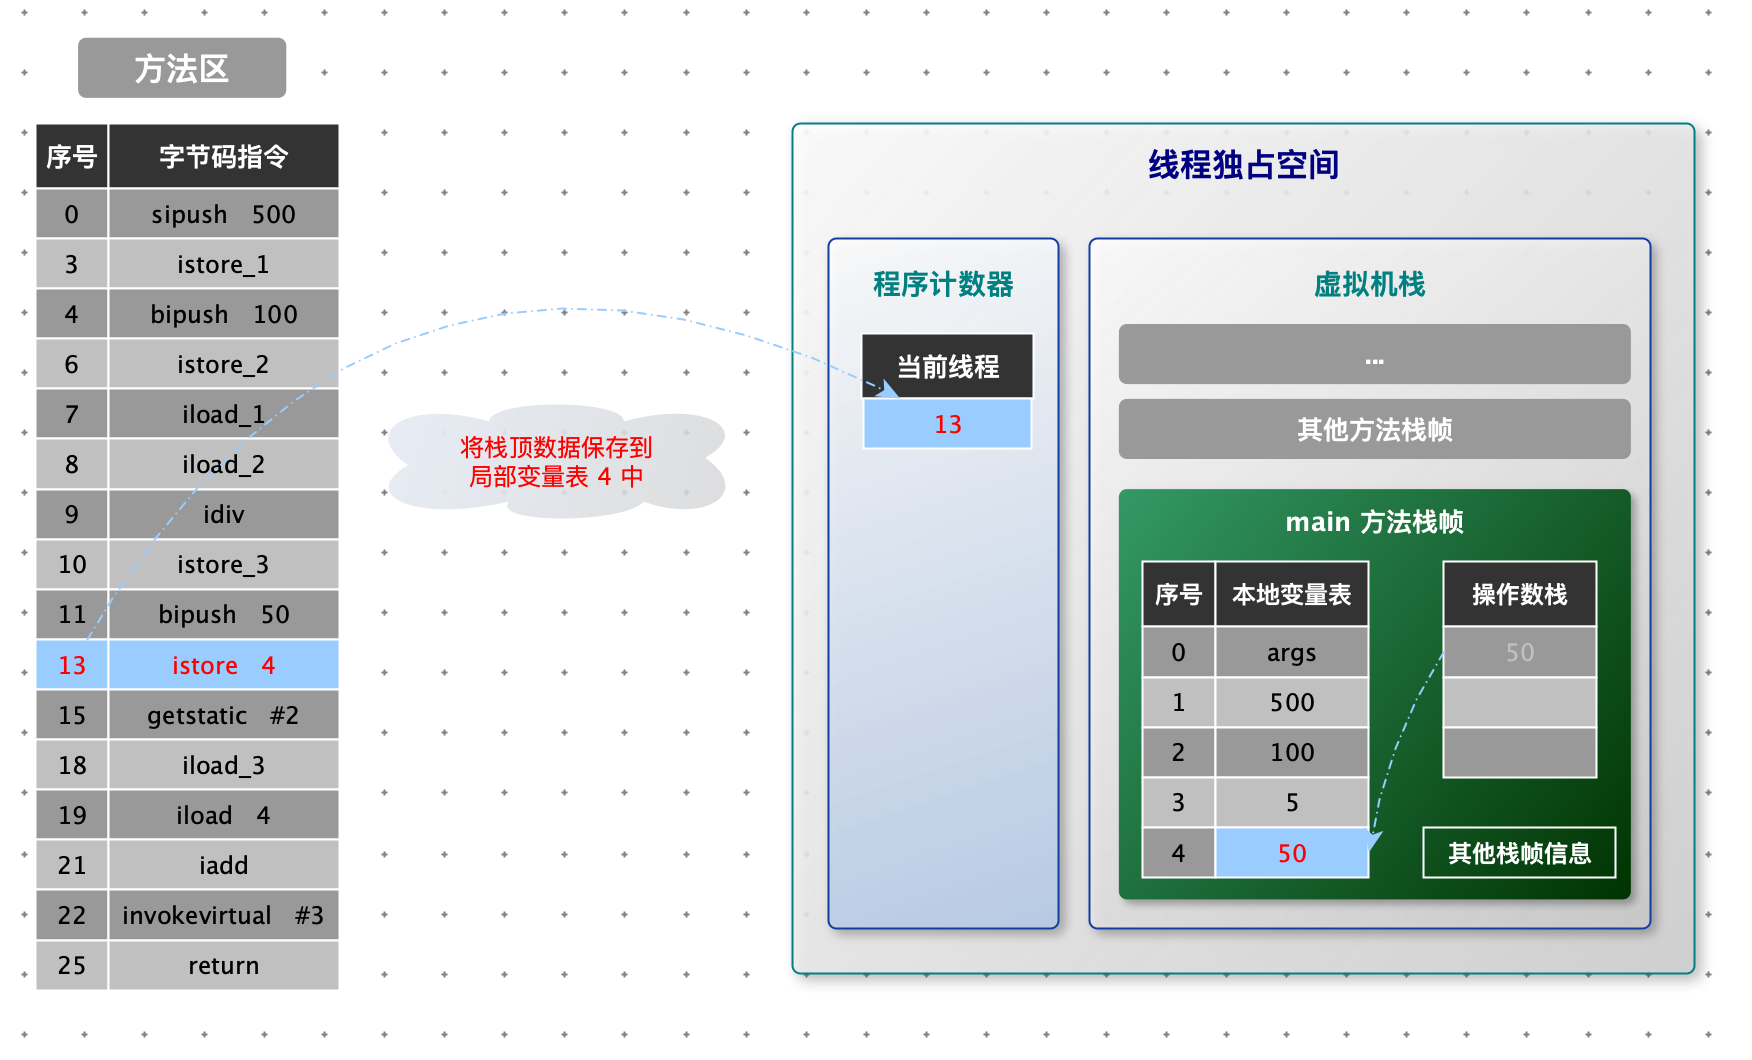 方法区
序号 字节码指令
0 sipush 500
3 istore_1
4 bipush 100
6 istore_2
7 iload_1
8 iload_2
9 idiv
10 istore_3
11 bipush 50
13 istore 4
15 getstatic #2
18 iload_3
19 iload 4
21 iadd
22 invokevirtual #3
25 return
将栈顶数据保存到
局部变量表 4 中
线程独占空间
程序计数器
当前线程
13
虚拟机栈
...
其他方法栈帧
main 方法栈帧
序号 本地变量表
0 args
1 500
2 100
3 5
4 50
操作数栈
50
其他栈帧信息